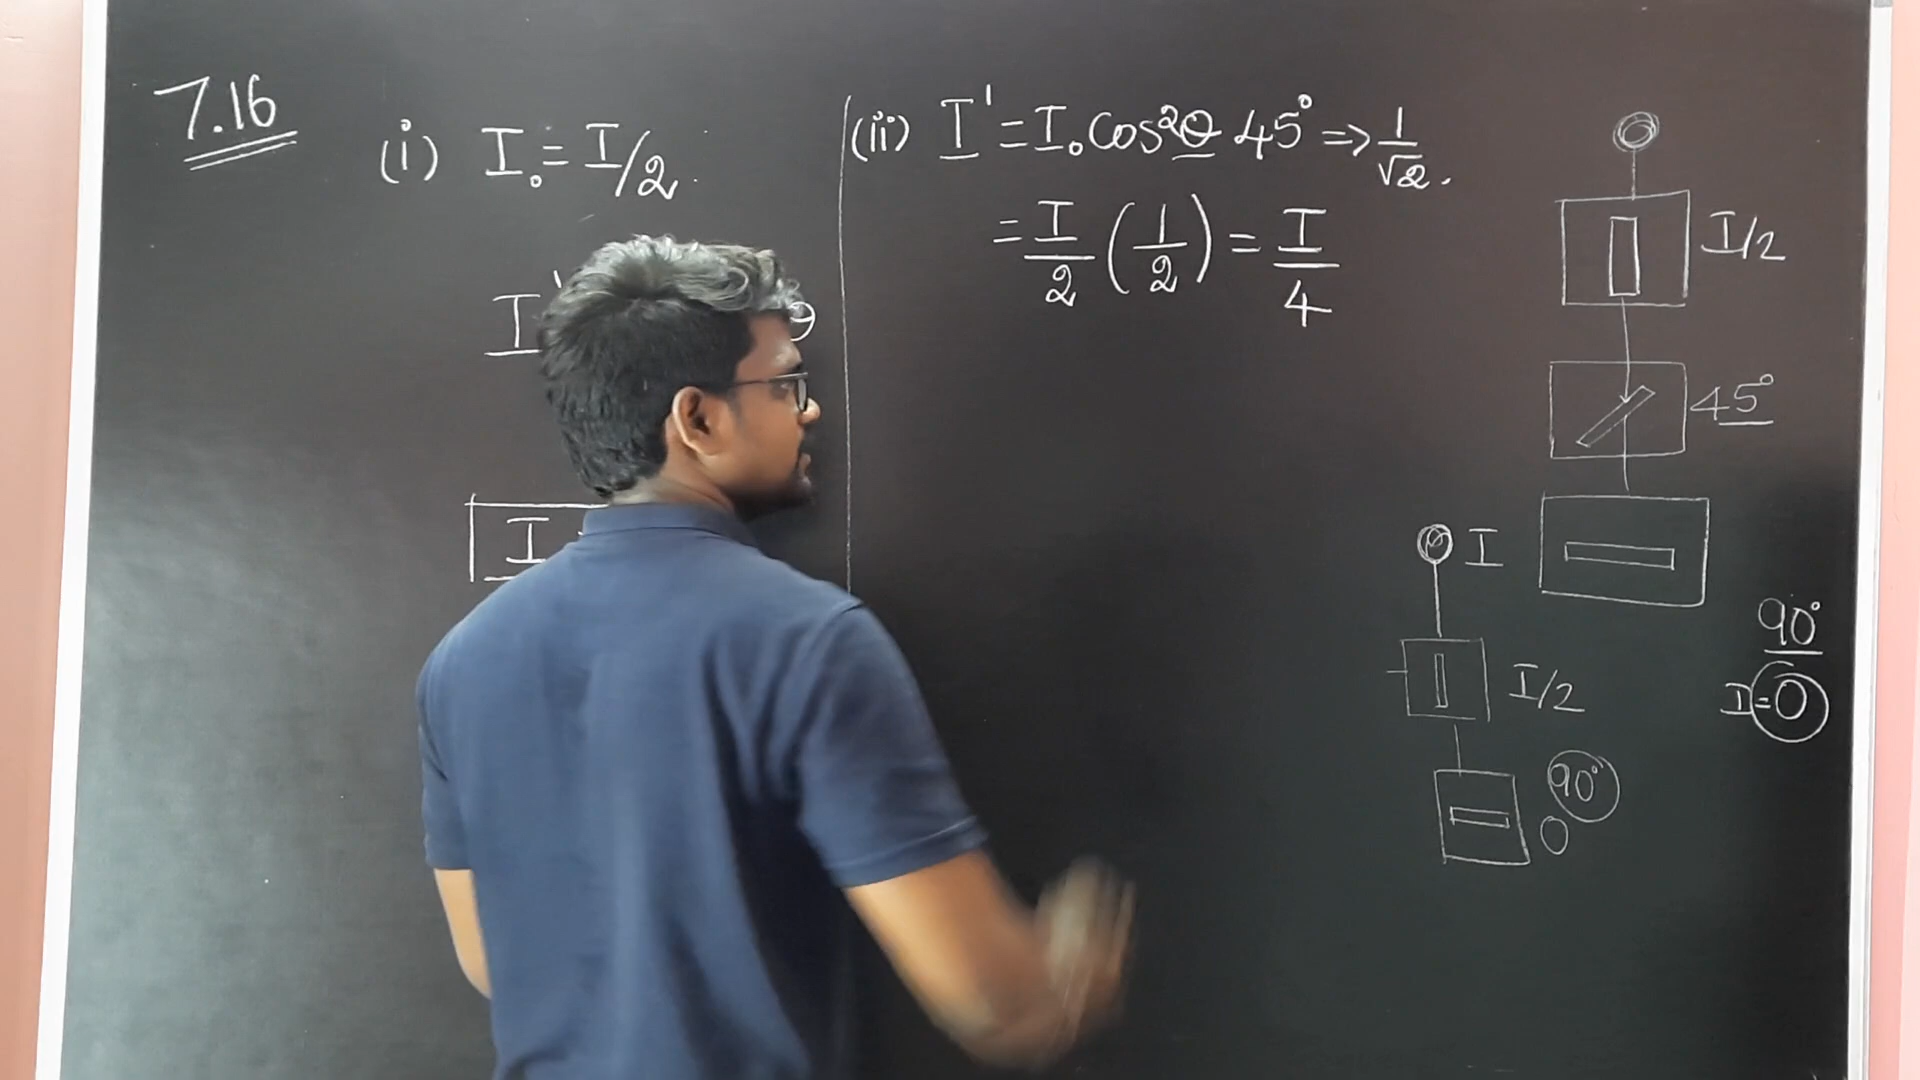 7.16
(i) I₀ = I/2
I'
θ
I
(ii) I' = I₀ Cos²θ 45° => 1/√2.
= I/2 (1/2) = I/4
I/2
45°
I
90°
I/2
I=0
90°
0